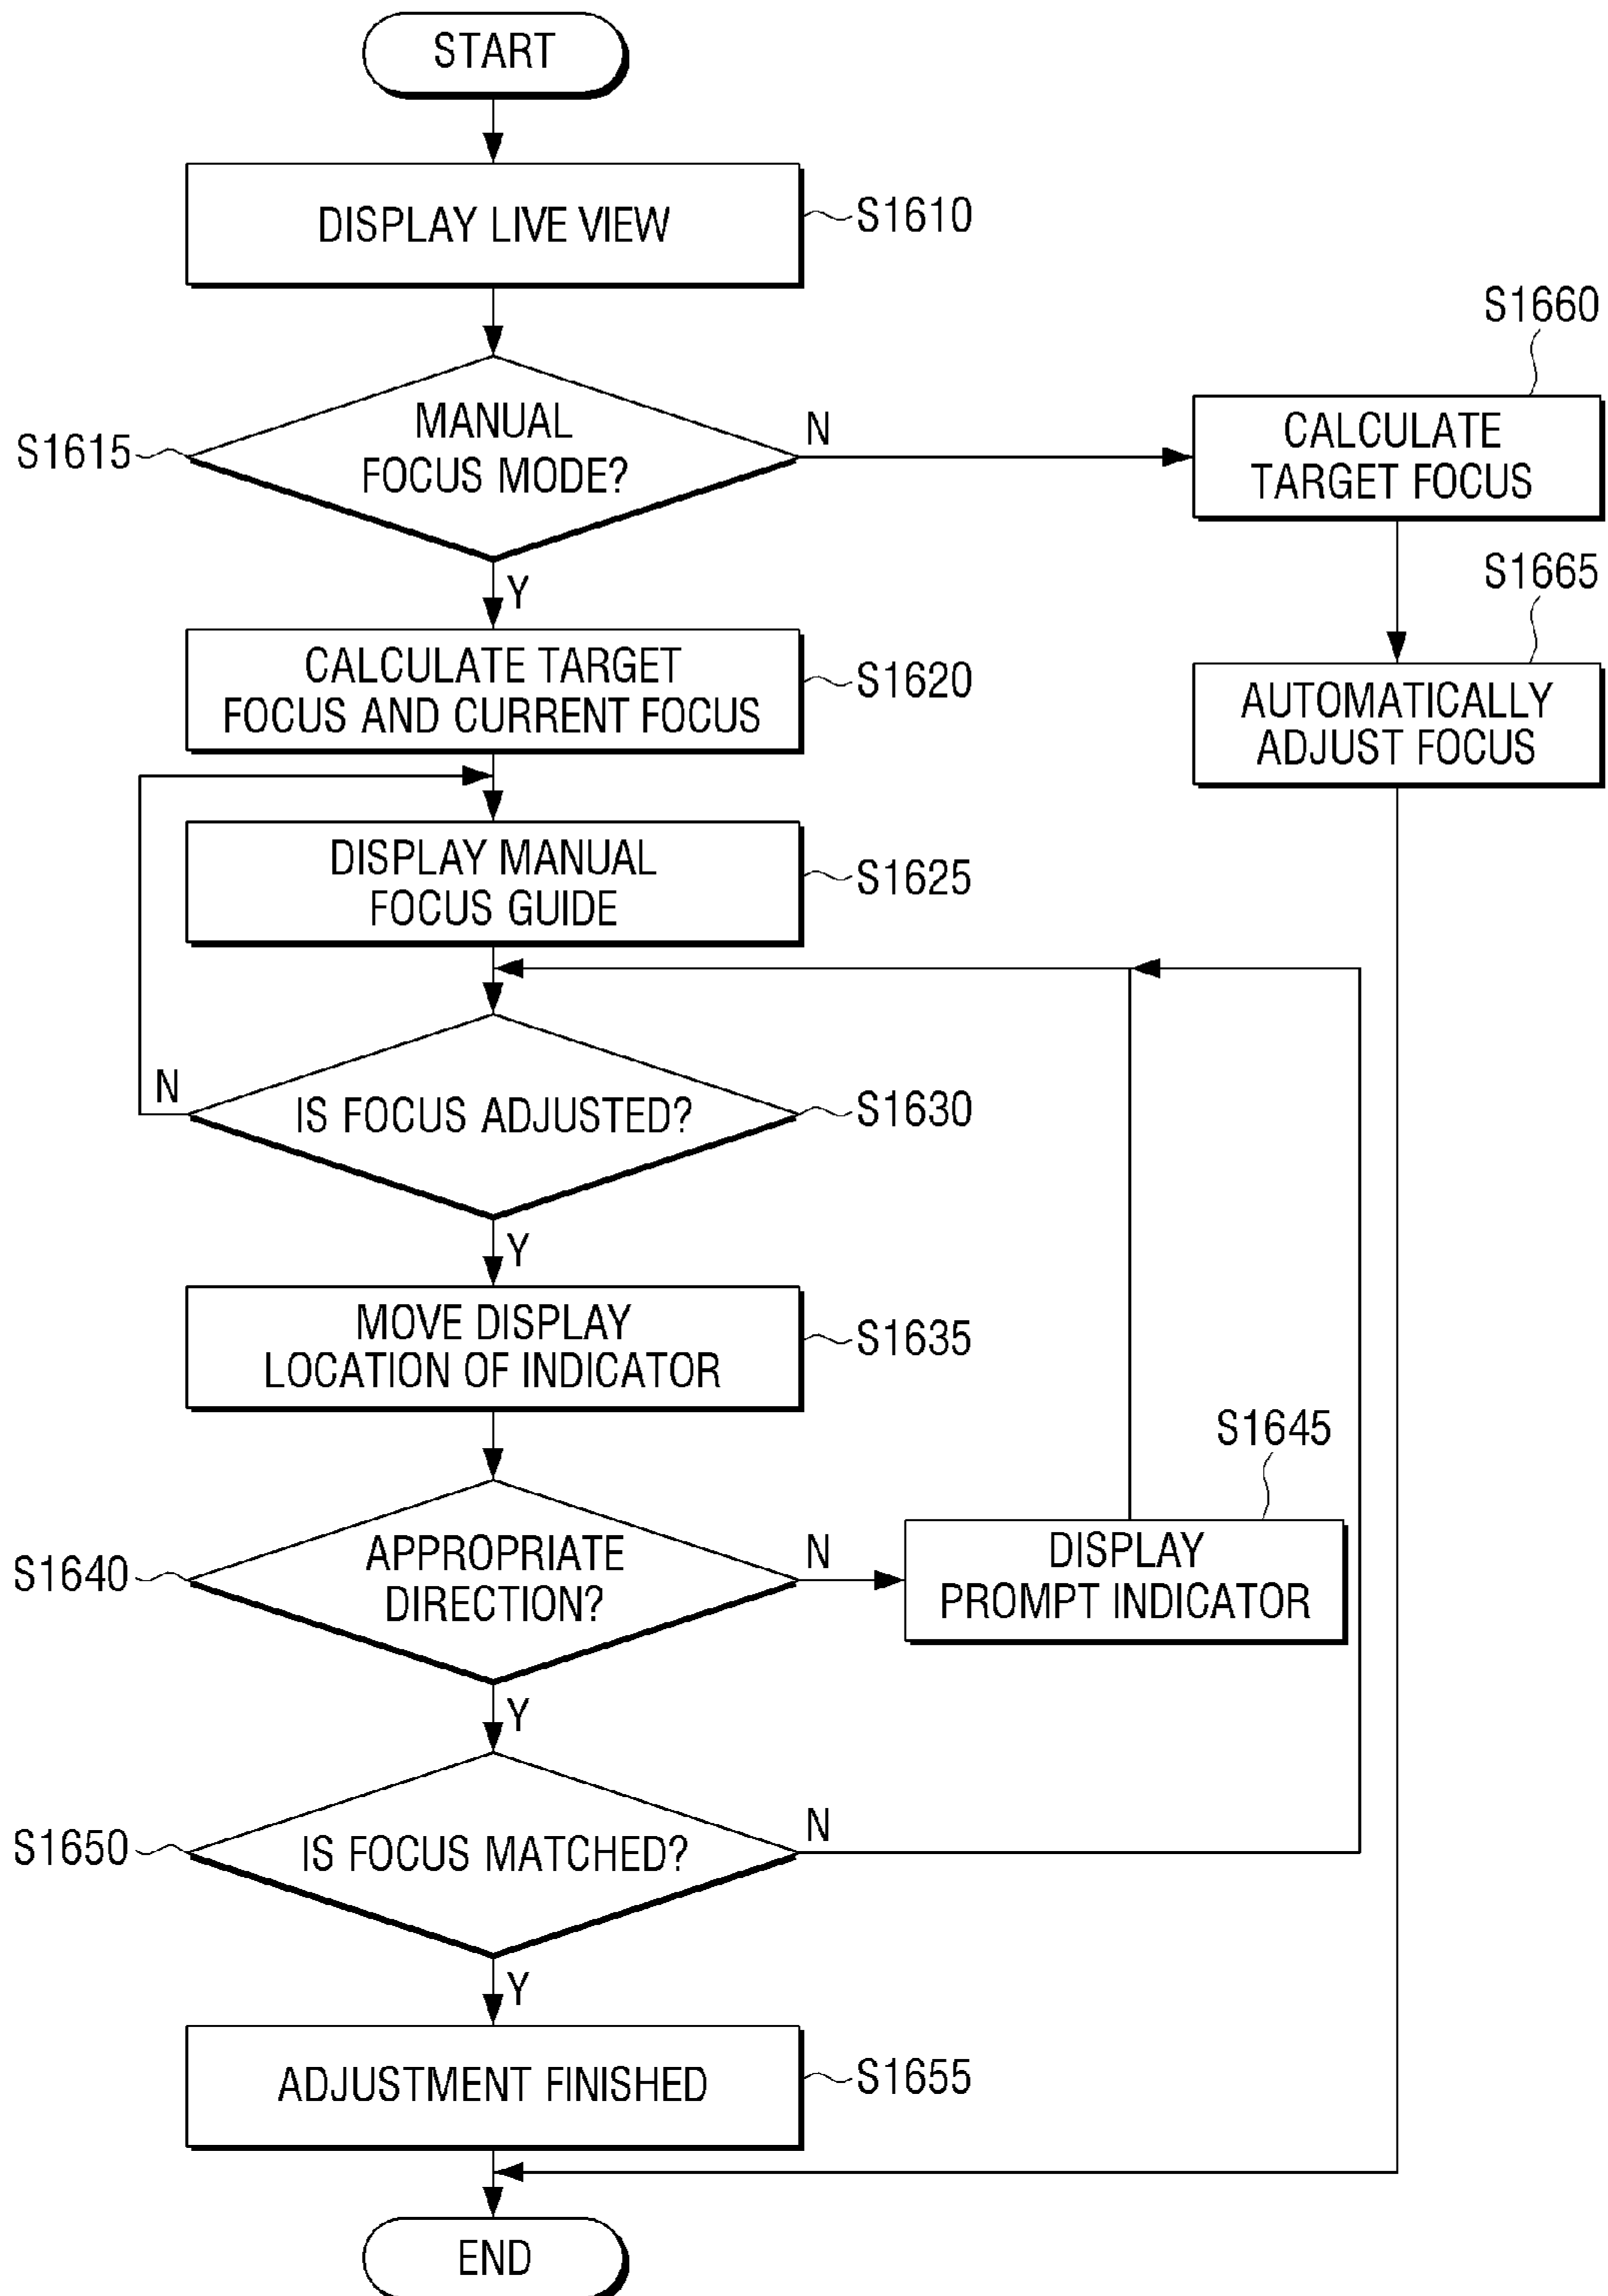 START
DISPLAY LIVE VIEW
S1610
S1660
MANUAL
FOCUS MODE?
S1615
N
CALCULATE
TARGET FOCUS
Y
S1665
CALCULATE TARGET
FOCUS AND CURRENT FOCUS
S1620
AUTOMATICALLY
ADJUST FOCUS
DISPLAY MANUAL
FOCUS GUIDE
S1625
N
IS FOCUS ADJUSTED?
S1630
Y
MOVE DISPLAY
LOCATION OF INDICATOR
S1635
S1645
S1640
APPROPRIATE
DIRECTION?
N
DISPLAY
PROMPT INDICATOR
Y
S1650
IS FOCUS MATCHED?
N
Y
ADJUSTMENT FINISHED
S1655
END